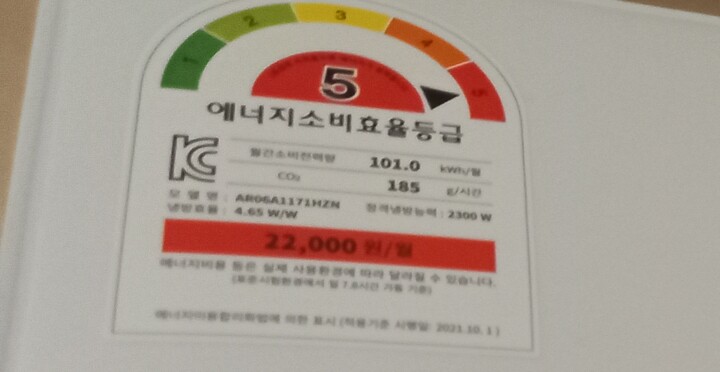 1 2 3 4 5
5
에너지소비효율등급
월간소비전력량 101.0 kWh/월
CO₂ 185 g/시간
모델명 : AR06A1171HZN 정격냉방능력 : 2300 W
냉방효율 : 4.65 W/W
22,000 원/월
에너지비용 등은 실제 사용환경에 따라 달라질 수 있습니다.
(표준시험환경에서 일 7.8시간 가동 기준)
에너지이용합리화법에 의한 표시 (적용기준 시행일: 2021.10. 1 )